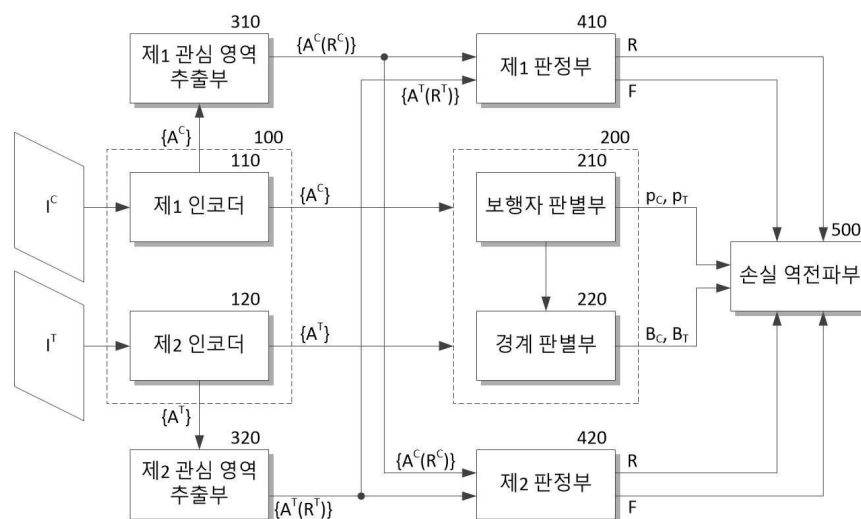 310
제1 관심 영역
추출부
{A^C(R^C)}
410
제1 판정부
R
F
{A^T(R^T)}
{A^C}
100
200
I^C
110
제1 인코더
{A^C}
210
보행자 판별부
p_C, p_T
500
손실 역전파부
I^T
120
제2 인코더
{A^T}
220
경계 판별부
B_C, B_T
{A^T}
320
제2 관심 영역
추출부
{A^T(R^T)}
{A^C(R^C)}
420
제2 판정부
R
F